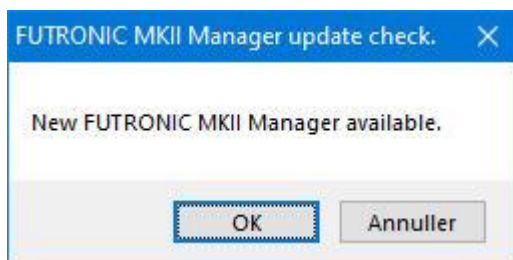 FUTRONIC MKII Manager update check.
New FUTRONIC MKII Manager available.
OK Annuller